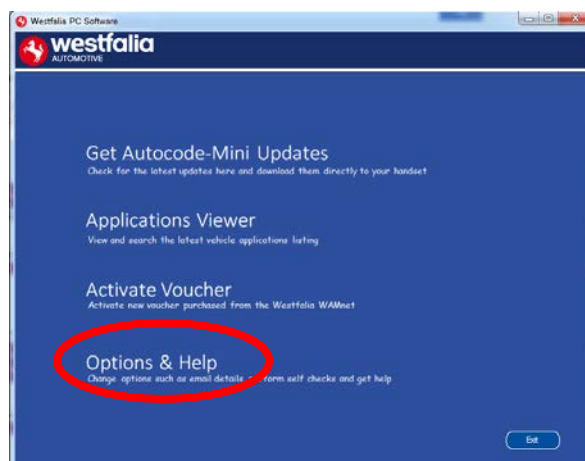 Westfalia PC Software
westfalia
AUTOMOTIVE
Get Autocode-Mini Updates
Check for the latest updates here and download them directly to your handset
Applications Viewer
View and search the latest vehicle applications listing
Activate Voucher
Activate new voucher purchased from the Westfalia WAMnet
Options & Help
Change options such as email details form self checks and get help
Exit